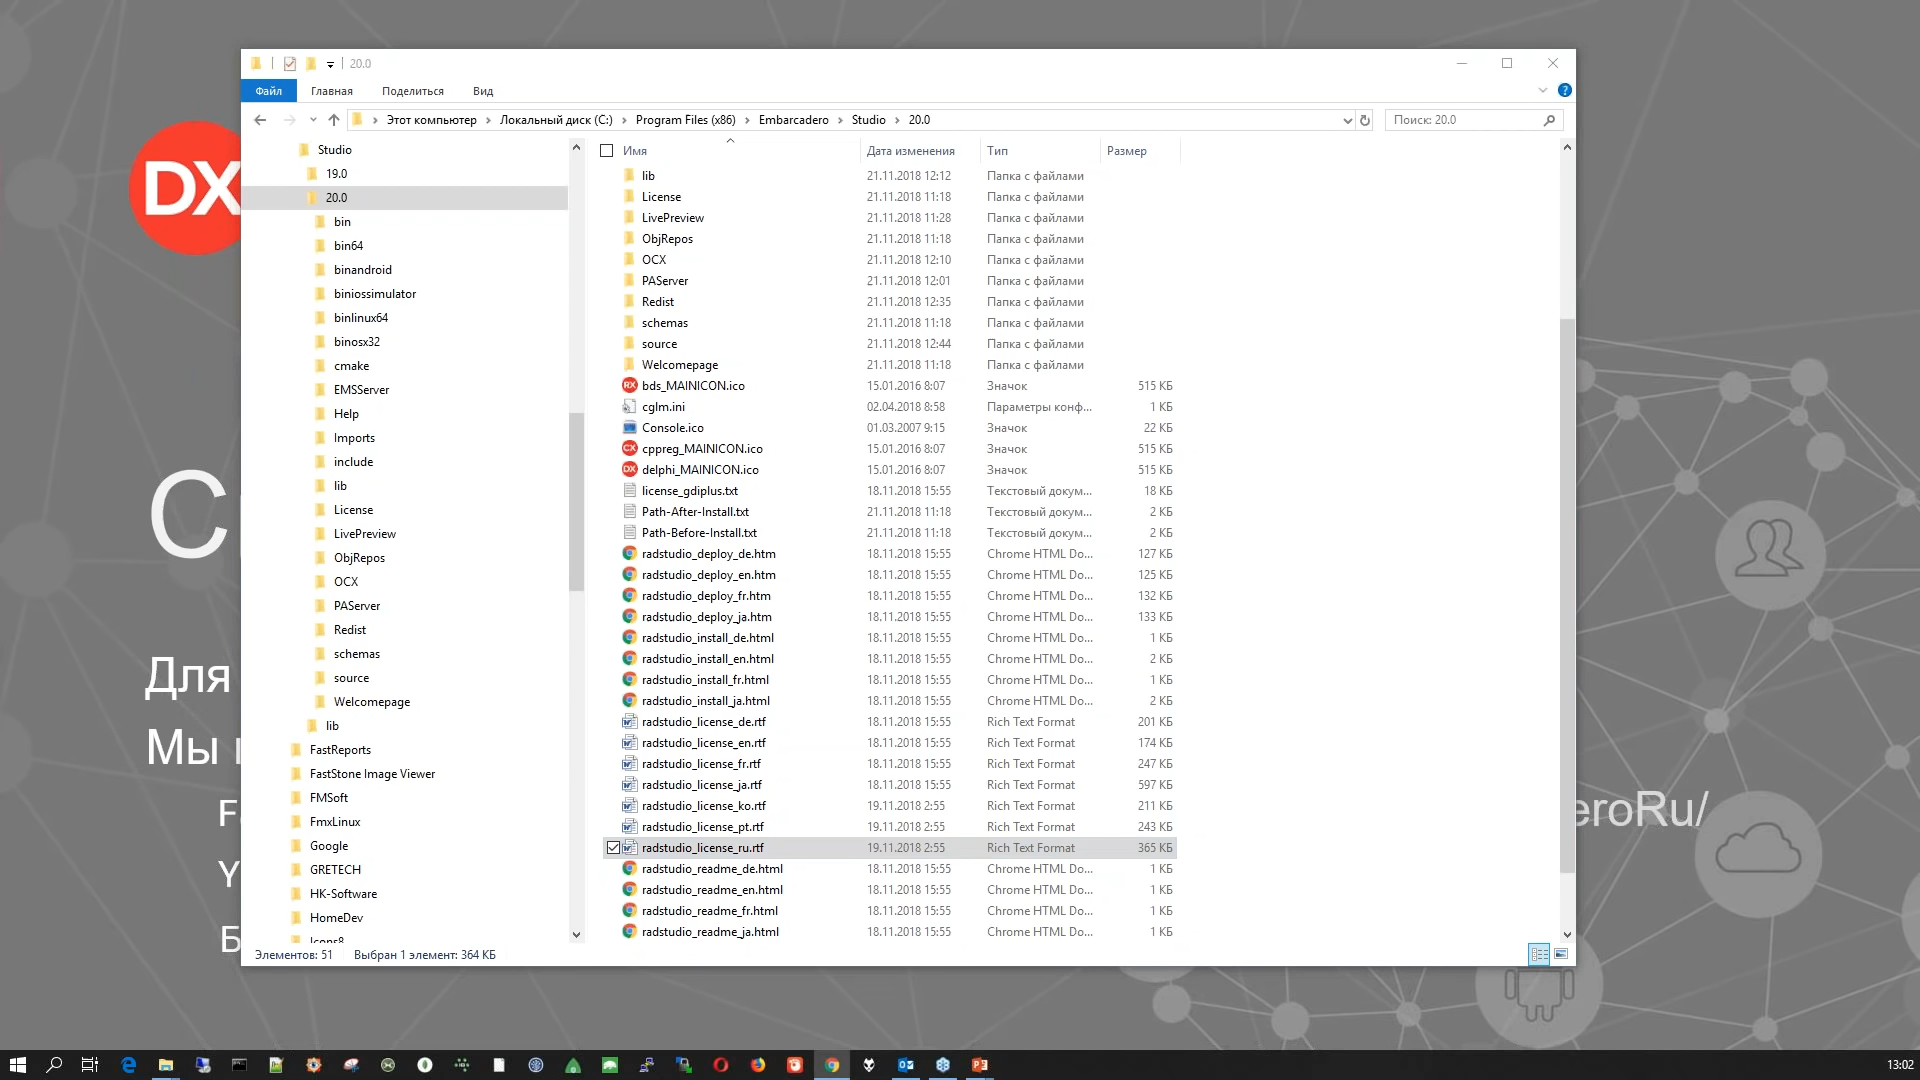 20.0
Файл Главная Поделиться Вид
Этот компьютер Локальный диск (C:) Program Files (x86) Embarcadero Studio 20.0
Поиск: 20.0
Studio
19.0
20.0
bin
bin64
binandroid
biniossimulator
binlinux64
binosx32
cmake
EMSServer
Help
Imports
include
lib
License
LivePreview
ObjRepos
OCX
PAServer
Redist
schemas
source
Welcomepage
lib
FastReports
FastStone Image Viewer
FMSoft
FmxLinux
Google
GRETECH
HK-Software
HomeDev
Icons8
Имя Дата изменения Тип Размер
lib 21.11.2018 12:12 Папка с файлами
License 21.11.2018 11:18 Папка с файлами
LivePreview 21.11.2018 11:28 Папка с файлами
ObjRepos 21.11.2018 11:18 Папка с файлами
OCX 21.11.2018 12:10 Папка с файлами
PAServer 21.11.2018 12:01 Папка с файлами
Redist 21.11.2018 12:35 Папка с файлами
schemas 21.11.2018 11:18 Папка с файлами
source 21.11.2018 12:44 Папка с файлами
Welcomepage 21.11.2018 11:18 Папка с файлами
bds_MAINICON.ico 15.01.2016 8:07 Значок 515 КБ
cglm.ini 02.04.2018 8:58 Параметры конф... 1 КБ
Console.ico 01.03.2007 9:15 Значок 22 КБ
cppreg_MAINICON.ico 15.01.2016 8:07 Значок 515 КБ
delphi_MAINICON.ico 15.01.2016 8:07 Значок 515 КБ
license_gdiplus.txt 18.11.2018 15:55 Текстовый докум... 18 КБ
Path-After-Install.txt 21.11.2018 11:18 Текстовый докум... 2 КБ
Path-Before-Install.txt 21.11.2018 11:18 Текстовый докум... 2 КБ
radstudio_deploy_de.htm 18.11.2018 15:55 Chrome HTML Do... 127 КБ
radstudio_deploy_en.htm 18.11.2018 15:55 Chrome HTML Do... 125 КБ
radstudio_deploy_fr.htm 18.11.2018 15:55 Chrome HTML Do... 132 КБ
radstudio_deploy_ja.htm 18.11.2018 15:55 Chrome HTML Do... 133 КБ
radstudio_install_de.html 18.11.2018 15:55 Chrome HTML Do... 1 КБ
radstudio_install_en.html 18.11.2018 15:55 Chrome HTML Do... 2 КБ
radstudio_install_fr.html 18.11.2018 15:55 Chrome HTML Do... 1 КБ
radstudio_install_ja.html 18.11.2018 15:55 Chrome HTML Do... 2 КБ
radstudio_license_de.rtf 18.11.2018 15:55 Rich Text Format 201 КБ
radstudio_license_en.rtf 18.11.2018 15:55 Rich Text Format 174 КБ
radstudio_license_fr.rtf 18.11.2018 15:55 Rich Text Format 247 КБ
radstudio_license_ja.rtf 18.11.2018 15:55 Rich Text Format 597 КБ
radstudio_license_ko.rtf 19.11.2018 2:55 Rich Text Format 211 КБ
radstudio_license_pt.rtf 19.11.2018 2:55 Rich Text Format 243 КБ
radstudio_license_ru.rtf 19.11.2018 2:55 Rich Text Format 365 КБ
radstudio_readme_de.html 18.11.2018 15:55 Chrome HTML Do... 1 КБ
radstudio_readme_en.html 18.11.2018 15:55 Chrome HTML Do... 1 КБ
radstudio_readme_fr.html 18.11.2018 15:55 Chrome HTML Do... 1 КБ
radstudio_readme_ja.html 18.11.2018 15:55 Chrome HTML Do... 1 КБ
Элементов: 51 Выбран 1 элемент: 364 КБ
DX
Для
Мы
eroRu/
13:02